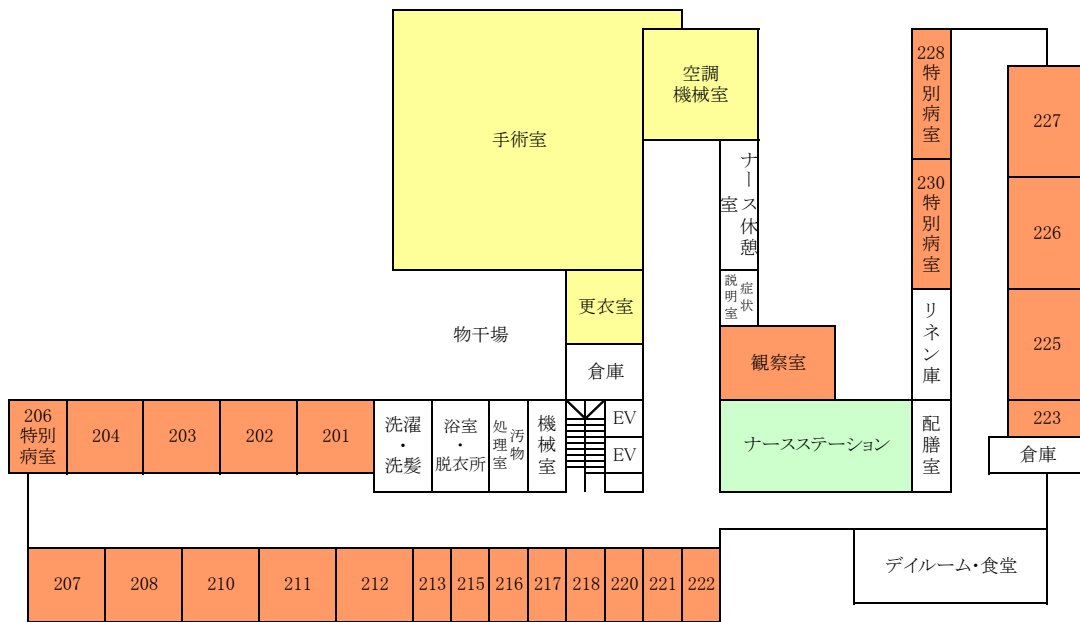 手術室
空調
機械室
228
特別病室
227
ナース休憩室
230
特別病室
226
症状説明室
更衣室
物干場
リネン庫
225
観察室
倉庫
206
特別
病室
204
203
202
201
洗濯
・
洗髪
浴室
・
脱衣所
汚物処理室
機械室
EV
EV
ナースステーション
配膳室
223
倉庫
デイルーム・食堂
207
208
210
211
212
213
215
216
217
218
220
221
222